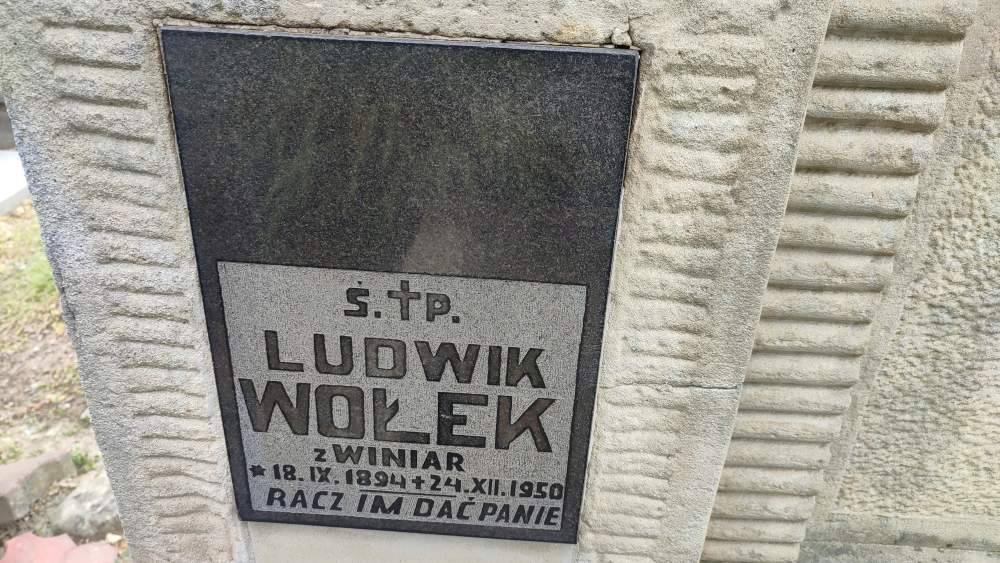 Ś.†P.
LUDWIK
WOŁEK
z WINIAR
* 18. IX. 1894 + 24. XII. 1950
RACZ IM DAĆ PANIE